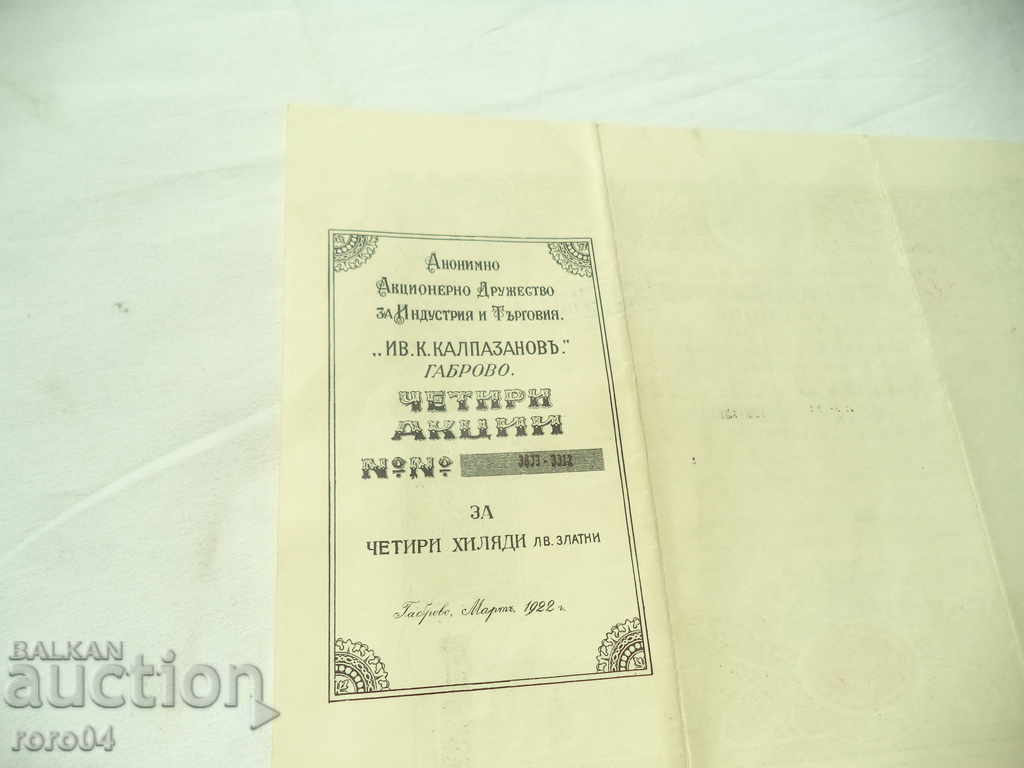 Анонимно
Акционерно Дружество
за Индустрия и Търговия.
„ИВ.К.КАЛПАЗАНОВЪ."
ГАБРОВО.
ЧЕТИРИ
АКЦИИ
№№
ЗА
ЧЕТИРИ ХИЛЯДИ ЛВ. ЗЛАТНИ
Габрово, Мартъ 1922 г.
BALKAN
auction
roro04